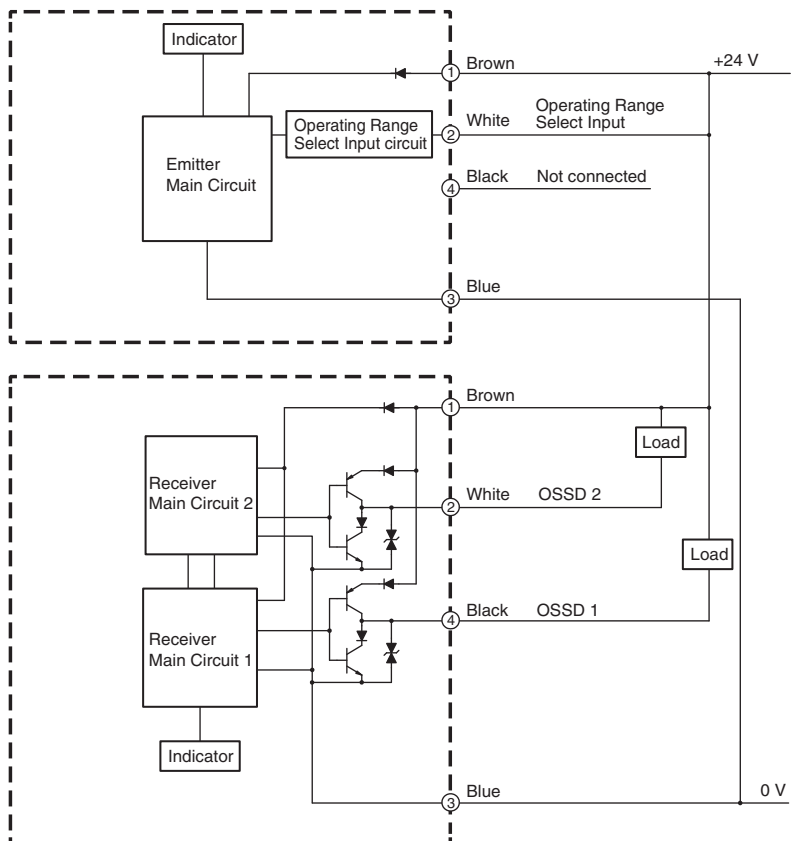 Indicator
1
Brown
+24 V
Operating Range
Select Input circuit
2
White
Operating Range
Select Input
Emitter
Main Circuit
4
Black
Not connected
3
Blue
1
Brown
Load
Receiver
Main Circuit 2
2
White
OSSD 2
Load
4
Black
OSSD 1
Receiver
Main Circuit 1
Indicator
3
Blue
0 V